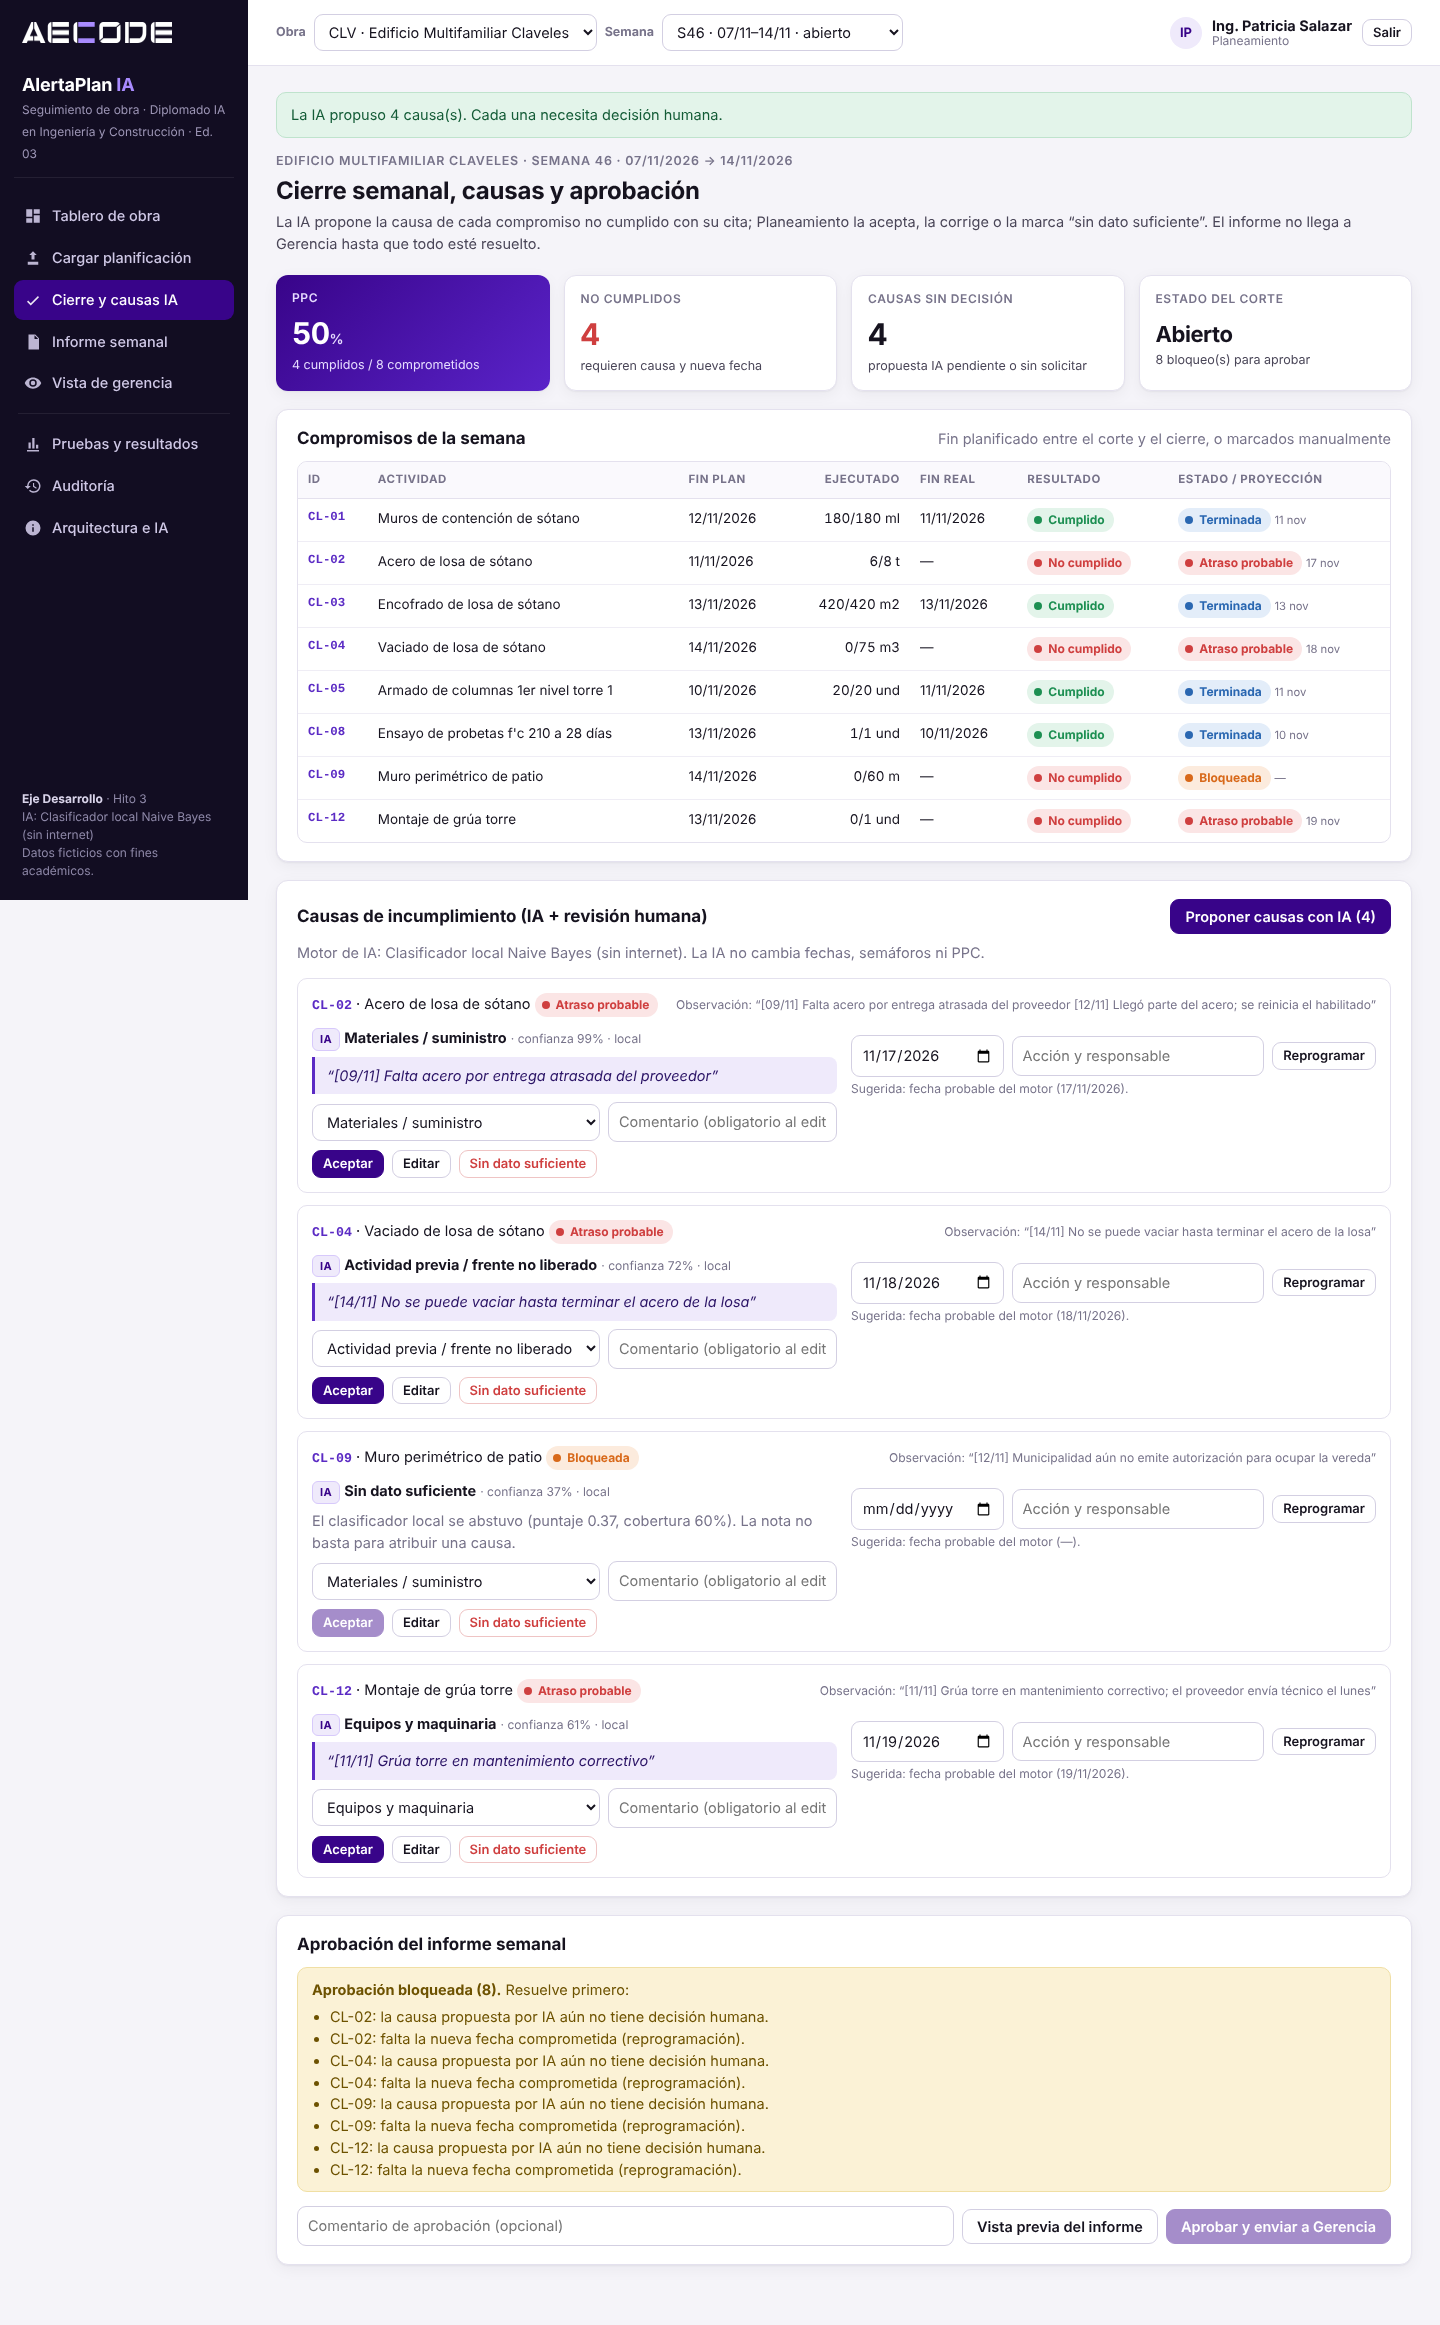 AECODE
AlertaPlan IA
Seguimiento de obra · Diplomado IA
en Ingeniería y Construcción · Ed.
03
Tablero de obra
Cargar planificación
Cierre y causas IA
Informe semanal
Vista de gerencia
Pruebas y resultados
Auditoría
Arquitectura e IA
Eje Desarrollo · Hito 3
IA: Clasificador local Naive Bayes
(sin internet)
Datos ficticios con fines
académicos.
Obra CLV · Edificio Multifamiliar Claveles Semana S46 · 07/11–14/11 · abierto
IP Ing. Patricia Salazar
Planeamiento
Salir
La IA propuso 4 causa(s). Cada una necesita decisión humana.
EDIFICIO MULTIFAMILIAR CLAVELES · SEMANA 46 · 07/11/2026 → 14/11/2026
Cierre semanal, causas y aprobación
La IA propone la causa de cada compromiso no cumplido con su cita; Planeamiento la acepta, la corrige o la marca “sin dato suficiente”. El informe no llega a
Gerencia hasta que todo esté resuelto.
PPC
50%
4 cumplidos / 8 comprometidos
NO CUMPLIDOS
4
requieren causa y nueva fecha
CAUSAS SIN DECISIÓN
4
propuesta IA pendiente o sin solicitar
ESTADO DEL CORTE
Abierto
8 bloqueo(s) para aprobar
Compromisos de la semana
Fin planificado entre el corte y el cierre, o marcados manualmente
ID ACTIVIDAD FIN PLAN EJECUTADO FIN REAL RESULTADO ESTADO / PROYECCIÓN
CL-01 Muros de contención de sótano 12/11/2026 180/180 ml 11/11/2026 Cumplido Terminada 11 nov
CL-02 Acero de losa de sótano 11/11/2026 6/8 t — No cumplido Atraso probable 17 nov
CL-03 Encofrado de losa de sótano 13/11/2026 420/420 m2 13/11/2026 Cumplido Terminada 13 nov
CL-04 Vaciado de losa de sótano 14/11/2026 0/75 m3 — No cumplido Atraso probable 18 nov
CL-05 Armado de columnas 1er nivel torre 1 10/11/2026 20/20 und 11/11/2026 Cumplido Terminada 11 nov
CL-08 Ensayo de probetas f'c 210 a 28 días 13/11/2026 1/1 und 10/11/2026 Cumplido Terminada 10 nov
CL-09 Muro perimétrico de patio 14/11/2026 0/60 m — No cumplido Bloqueada —
CL-12 Montaje de grúa torre 13/11/2026 0/1 und — No cumplido Atraso probable 19 nov
Causas de incumplimiento (IA + revisión humana)
Proponer causas con IA (4)
Motor de IA: Clasificador local Naive Bayes (sin internet). La IA no cambia fechas, semáforos ni PPC.
CL-02 · Acero de losa de sótano Atraso probable Observación: “[09/11] Falta acero por entrega atrasada del proveedor [12/11] Llegó parte del acero; se reinicia el habilitado”
IA Materiales / suministro · confianza 99% · local
“[09/11] Falta acero por entrega atrasada del proveedor”
Materiales / suministro Comentario (obligatorio al edit
Aceptar Editar Sin dato suficiente
11/17/2026 Acción y responsable Reprogramar
Sugerida: fecha probable del motor (17/11/2026).
CL-04 · Vaciado de losa de sótano Atraso probable Observación: “[14/11] No se puede vaciar hasta terminar el acero de la losa”
IA Actividad previa / frente no liberado · confianza 72% · local
“[14/11] No se puede vaciar hasta terminar el acero de la losa”
Actividad previa / frente no liberado Comentario (obligatorio al edit
Aceptar Editar Sin dato suficiente
11/18/2026 Acción y responsable Reprogramar
Sugerida: fecha probable del motor (18/11/2026).
CL-09 · Muro perimétrico de patio Bloqueada Observación: “[12/11] Municipalidad aún no emite autorización para ocupar la vereda”
IA Sin dato suficiente · confianza 37% · local
El clasificador local se abstuvo (puntaje 0.37, cobertura 60%). La nota no
basta para atribuir una causa.
Materiales / suministro Comentario (obligatorio al edit
Aceptar Editar Sin dato suficiente
mm/dd/yyyy Acción y responsable Reprogramar
Sugerida: fecha probable del motor (—).
CL-12 · Montaje de grúa torre Atraso probable Observación: “[11/11] Grúa torre en mantenimiento correctivo; el proveedor envía técnico el lunes”
IA Equipos y maquinaria · confianza 61% · local
“[11/11] Grúa torre en mantenimiento correctivo”
Equipos y maquinaria Comentario (obligatorio al edit
Aceptar Editar Sin dato suficiente
11/19/2026 Acción y responsable Reprogramar
Sugerida: fecha probable del motor (19/11/2026).
Aprobación del informe semanal
Aprobación bloqueada (8). Resuelve primero:
• CL-02: la causa propuesta por IA aún no tiene decisión humana.
• CL-02: falta la nueva fecha comprometida (reprogramación).
• CL-04: la causa propuesta por IA aún no tiene decisión humana.
• CL-04: falta la nueva fecha comprometida (reprogramación).
• CL-09: la causa propuesta por IA aún no tiene decisión humana.
• CL-09: falta la nueva fecha comprometida (reprogramación).
• CL-12: la causa propuesta por IA aún no tiene decisión humana.
• CL-12: falta la nueva fecha comprometida (reprogramación).
Comentario de aprobación (opcional) Vista previa del informe Aprobar y enviar a Gerencia